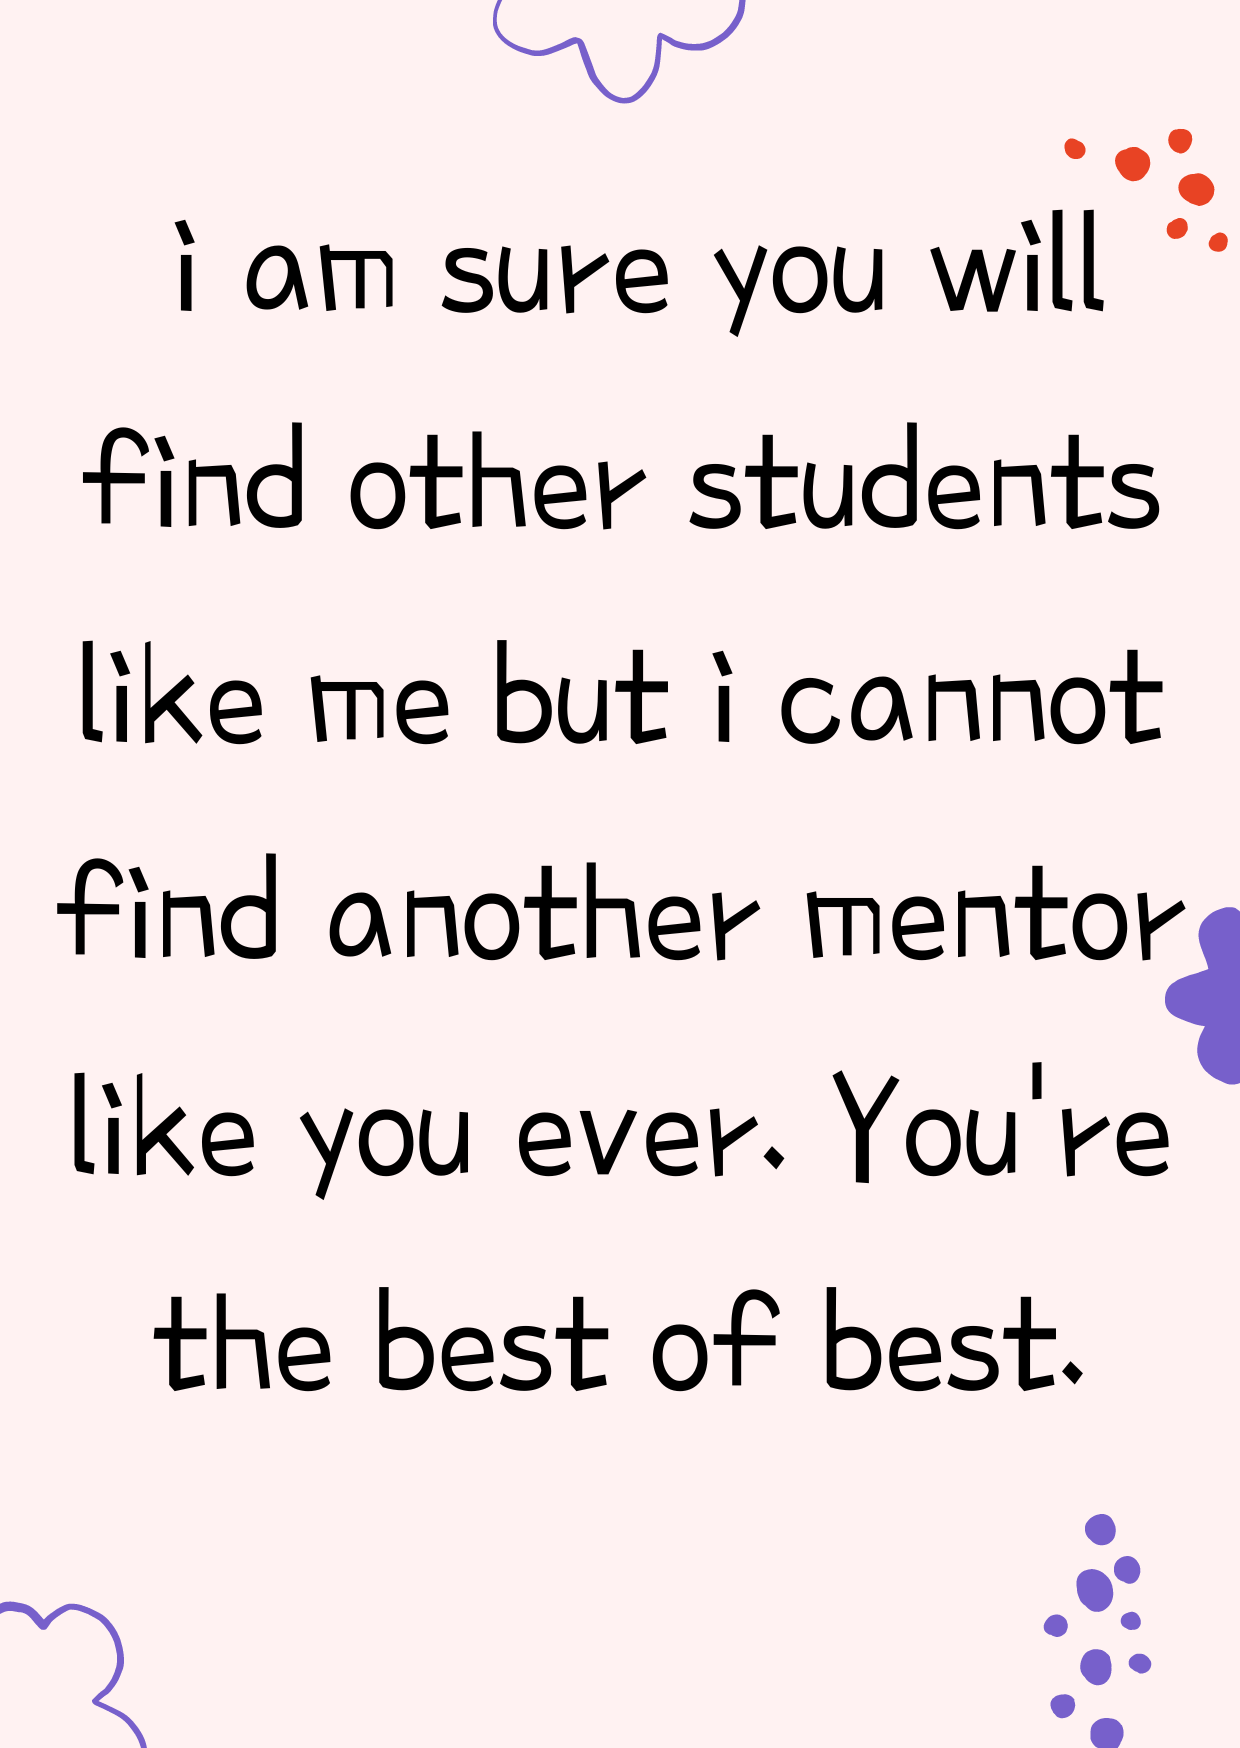 i am sure you will
find other students
like me but i cannot
find another mentor
like you ever. You're
the best of best.